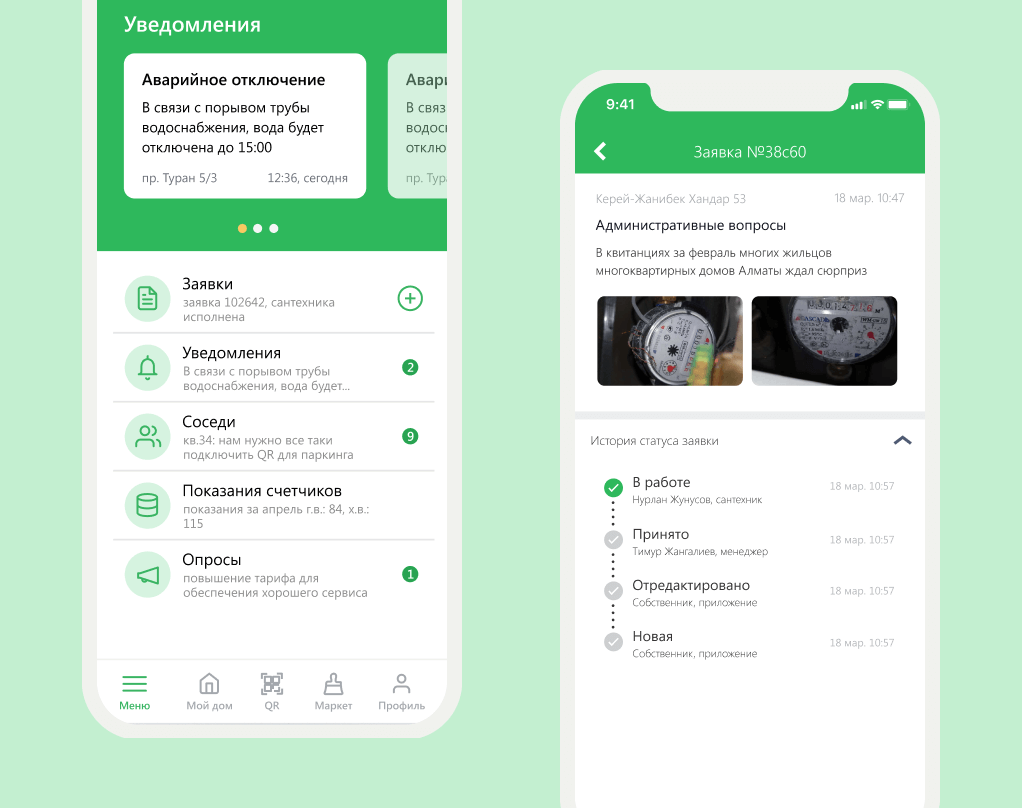 Уведомления
Аварийное отключение
В связи с порывом трубы
водоснабжения, вода будет
отключена до 15:00
пр. Туран 5/3
12:36, сегодня
Авари
В связ
водосн
отклю
пр. Тура
Заявки
заявка 102642, сантехника
исполнена
Уведомления
В связи с порывом трубы
водоснабжения, вода будет...
2
Соседи
кв.34: нам нужно все таки
подключить QR для паркинга
9
Показания счетчиков
показания за апрель г.в.: 84, х.в.:
115
Опросы
повышение тарифа для
обеспечения хорошего сервиса
1
Меню
Мой дом
QR
Маркет
Профиль
9:41
Заявка №38с60
Керей-Жанибек Хандар 53
18 мар. 10:47
Административные вопросы
В квитанциях за февраль многих жильцов
многоквартирных домов Алматы ждал сюрприз
История статуса заявки
В работе
18 мар. 10:57
Нурлан Жунусов, сантехник
Принято
18 мар. 10:57
Тимур Жангалиев, менеджер
Отредактировано
18 мар. 10:57
Собственник, приложение
Новая
18 мар. 10:57
Собственник, приложение